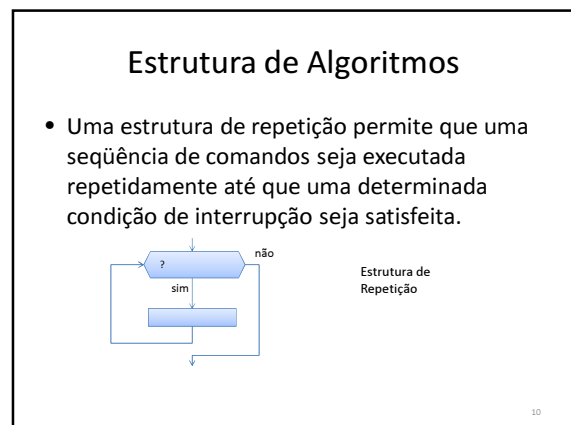 Estrutura de Algoritmos
• Uma estrutura de repetição permite que uma
seqüência de comandos seja executada
repetidamente até que uma determinada
condição de interrupção seja satisfeita.
não
?
sim
Estrutura de
Repetição
10